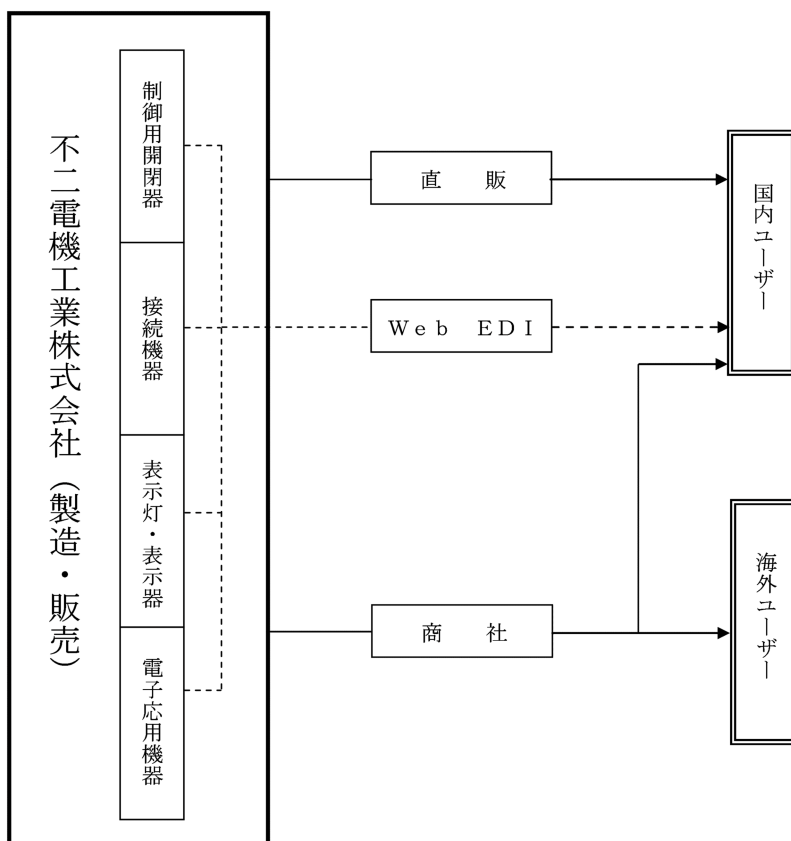 不二電機工業株式会社（製造・販売）
制御用開閉器
接続機器
表示灯・表示器
電子応用機器
直　販
Ｗｅｂ　ＥＤＩ
商　社
国内ユーザー
海外ユーザー